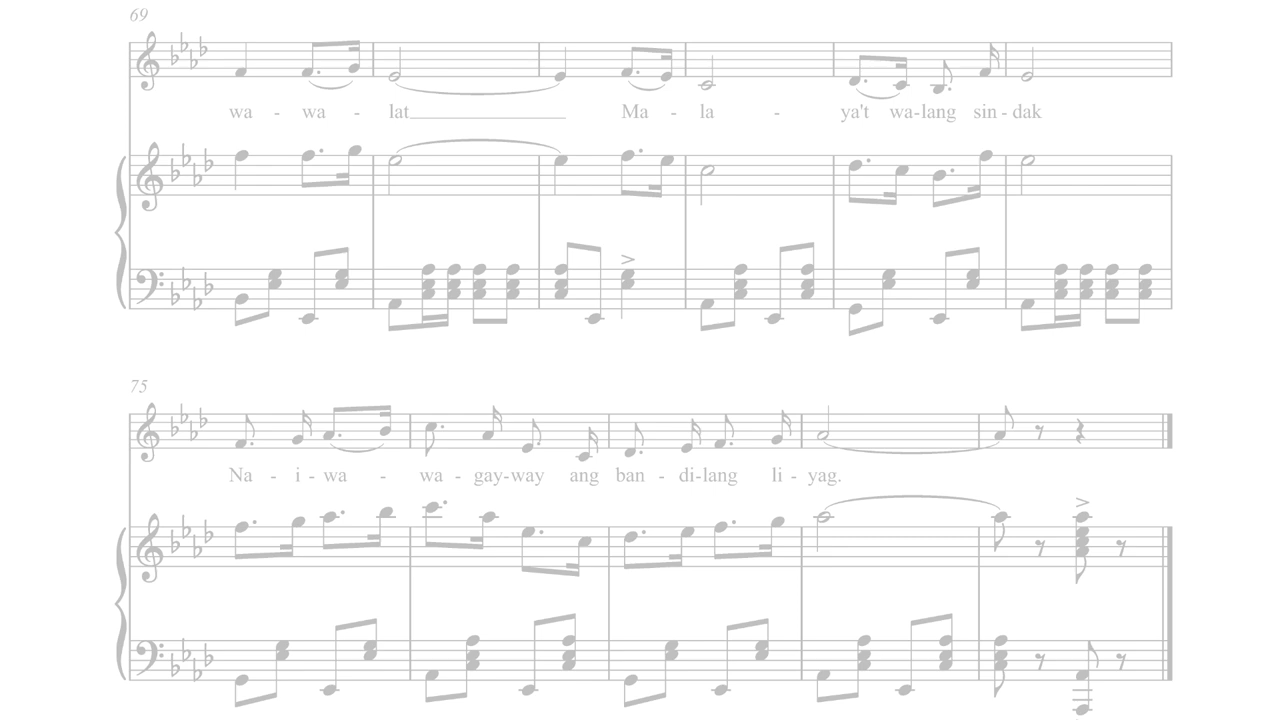 69
wa - wa - lat Ma - la - ya't wa-lang sin-dak
75
Na - i - wa - wa - gay-way ang ban - di-lang li - yag.